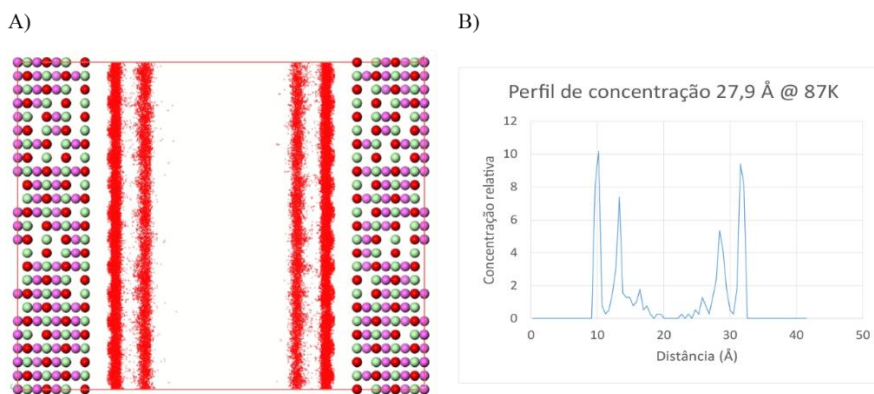 A)
B)
Perfil de concentração 27,9 Å @ 87K
Concentração relativa
12
10
8
6
4
2
0
0 10 20 30 40 50
Distância (Å)